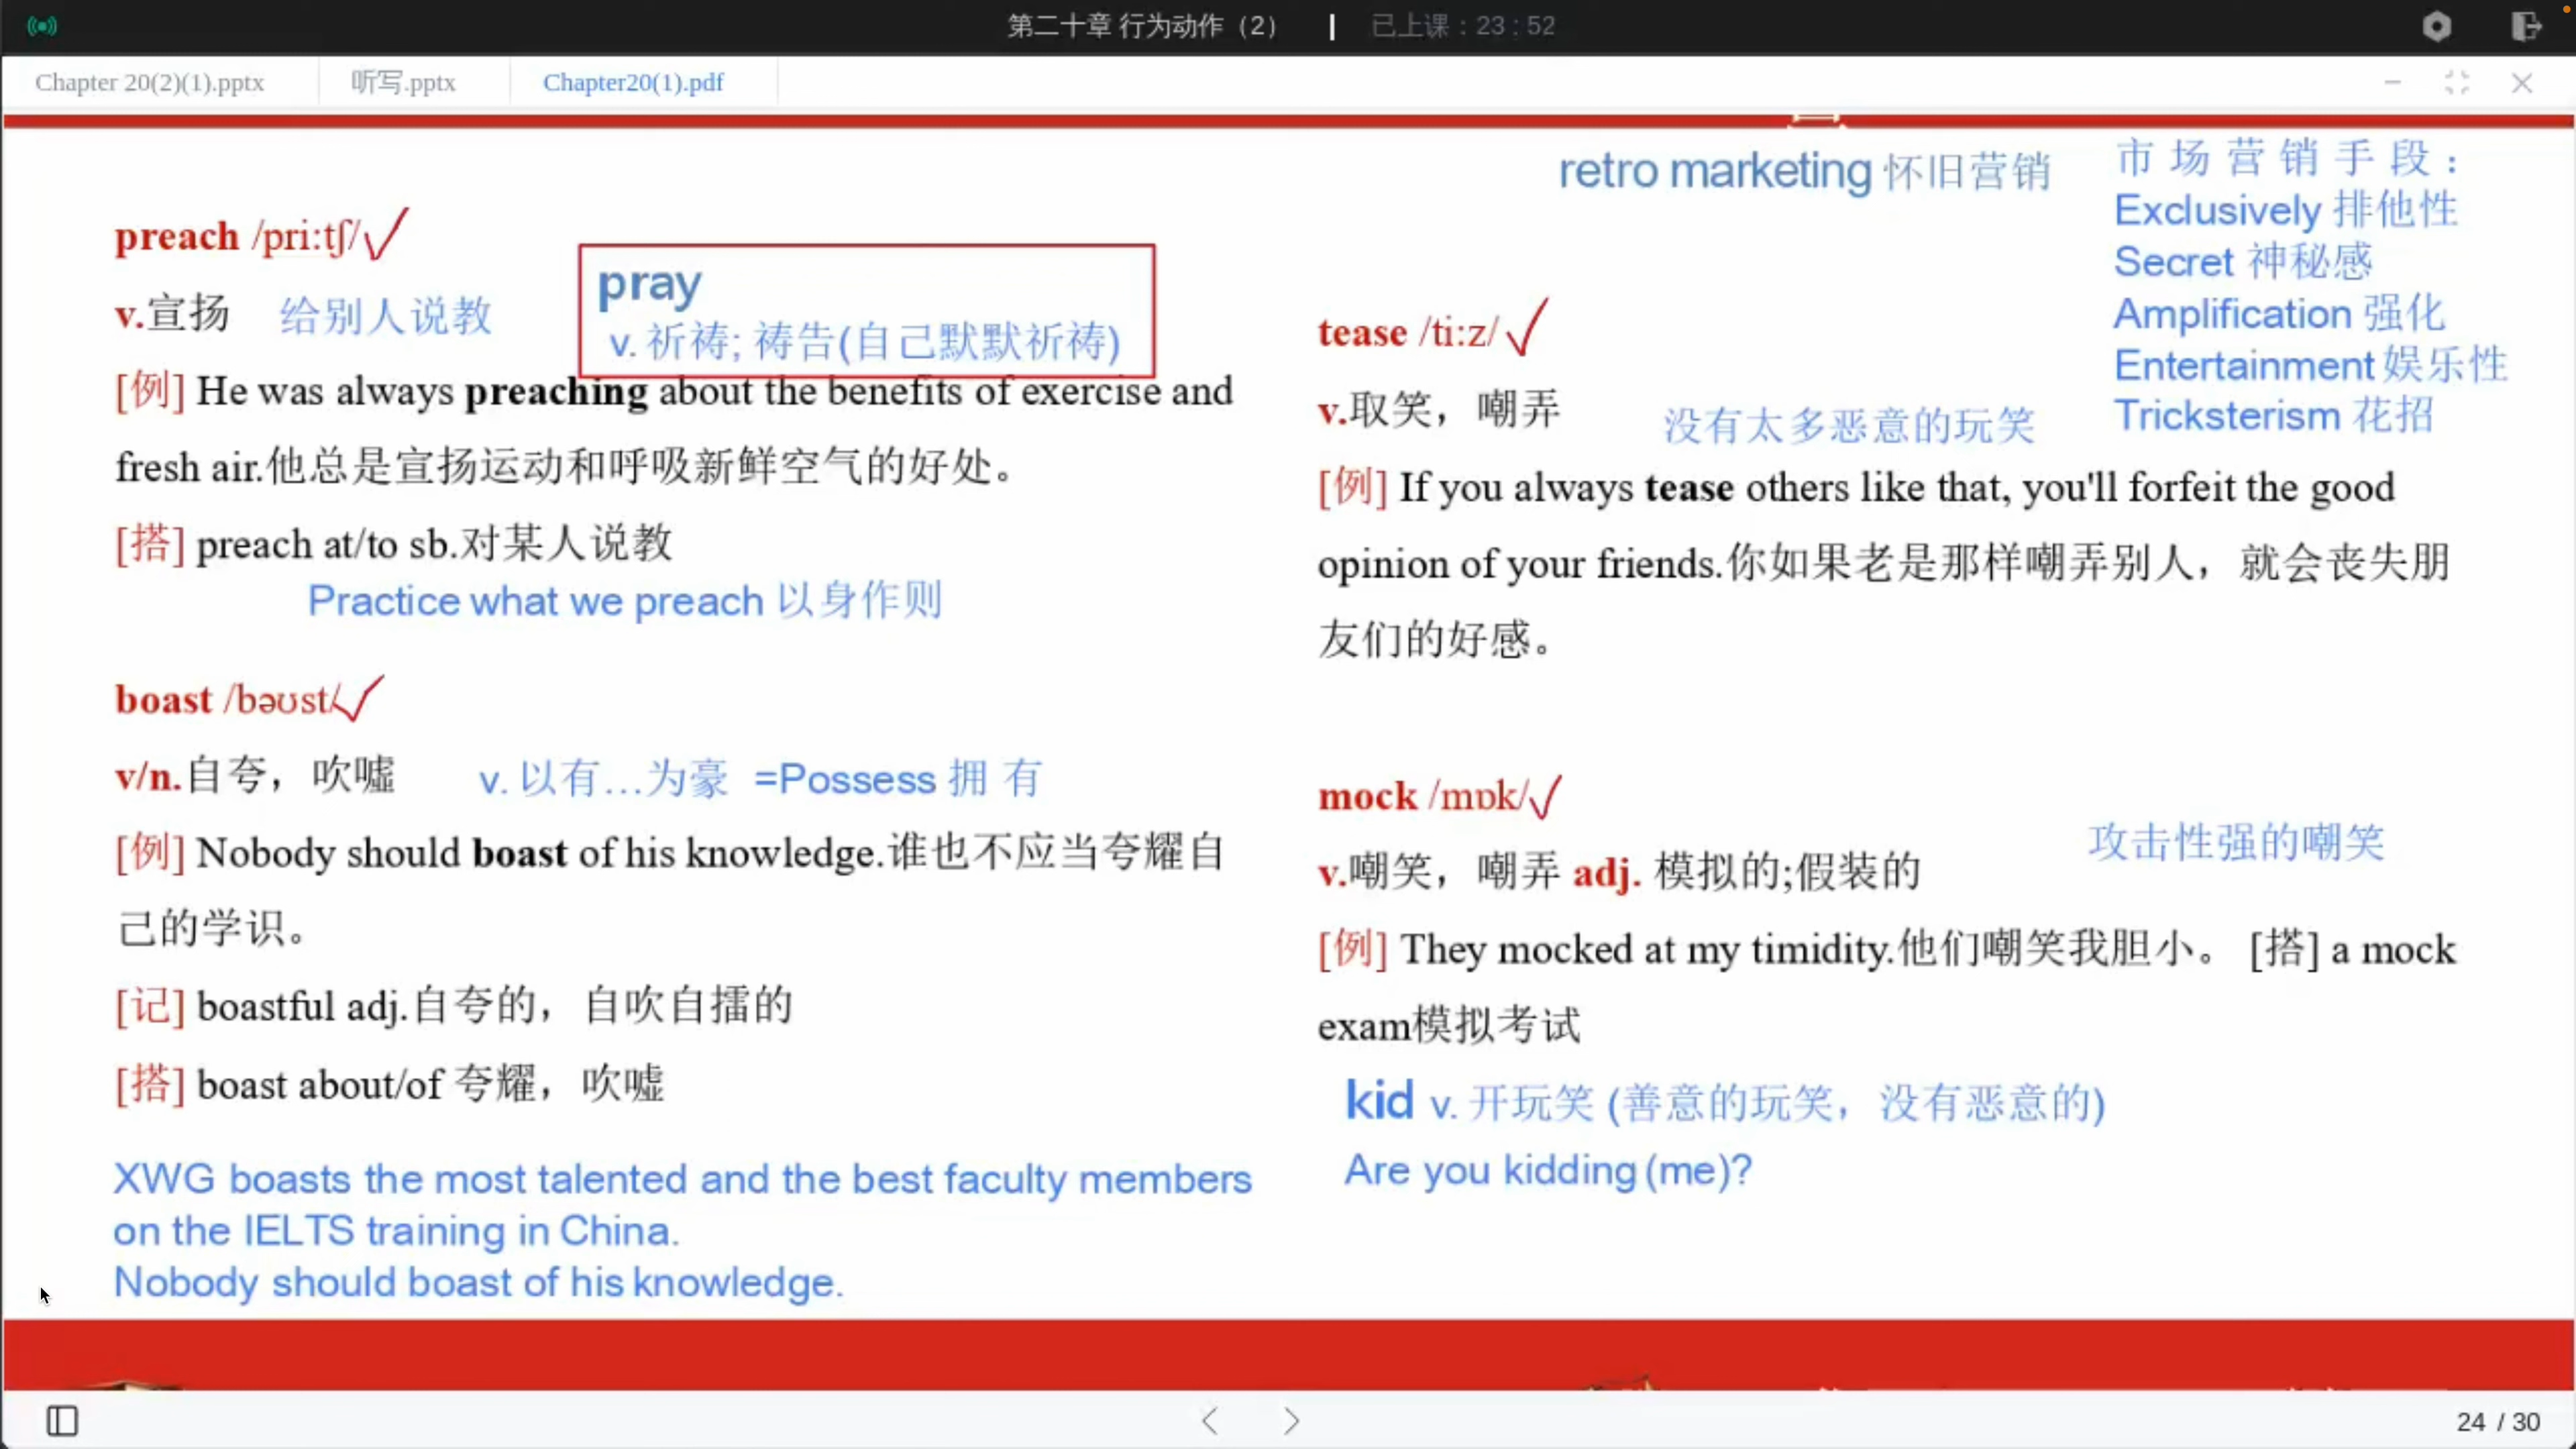 第二十章 行为动作（2） | 已上课：23 : 52
Chapter 20(2)(1).pptx 听写.pptx Chapter20(1).pdf
preach /pri:tʃ/
v.宣扬 给别人说教
pray
v. 祈祷; 祷告(自己默默祈祷)
[例] He was always preaching about the benefits of exercise and
fresh air.他总是宣扬运动和呼吸新鲜空气的好处。
[搭] preach at/to sb.对某人说教
Practice what we preach 以身作则
boast /bəʊst/
v/n.自夸，吹嘘 v. 以有…为豪 =Possess 拥 有
[例] Nobody should boast of his knowledge.谁也不应当夸耀自
己的学识。
[记] boastful adj.自夸的，自吹自擂的
[搭] boast about/of 夸耀，吹嘘
XWG boasts the most talented and the best faculty members
on the IELTS training in China.
Nobody should boast of his knowledge.
retro marketing 怀旧营销
市 场 营 销 手 段：
Exclusively 排他性
Secret 神秘感
Amplification 强化
Entertainment 娱乐性
Tricksterism 花招
tease /ti:z/
v.取笑，嘲弄 没有太多恶意的玩笑
[例] If you always tease others like that, you'll forfeit the good
opinion of your friends.你如果老是那样嘲弄别人，就会丧失朋
友们的好感。
mock /mɒk/
攻击性强的嘲笑
v.嘲笑，嘲弄 adj. 模拟的;假装的
[例] They mocked at my timidity.他们嘲笑我胆小。 [搭] a mock
exam模拟考试
kid v. 开玩笑 (善意的玩笑，没有恶意的)
Are you kidding (me)?
24 / 30